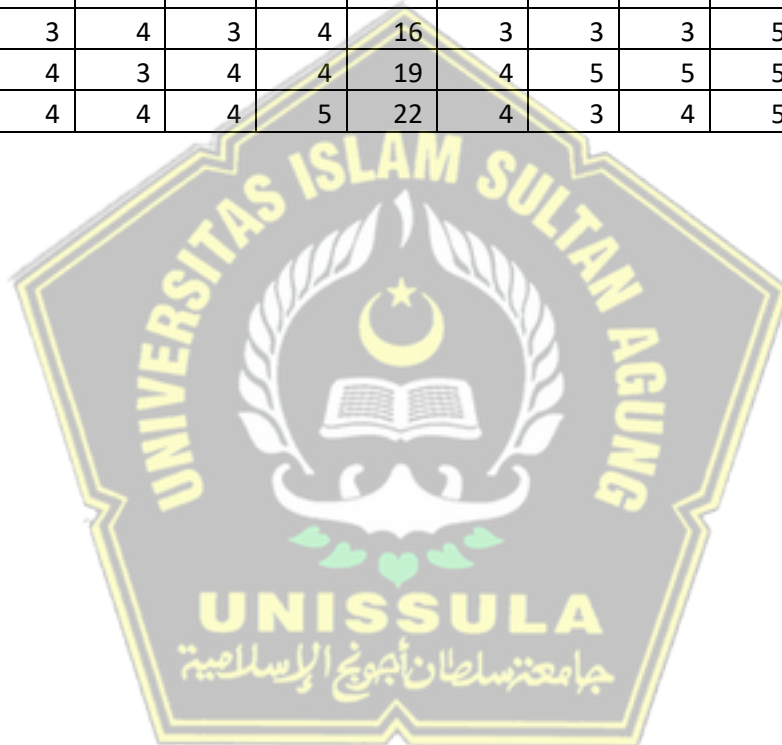 3 4 3 4 16 3 3 3 5
4 3 4 4 19 4 5 5 5
4 4 4 5 22 4 3 4 5
UNIVERSITAS ISLAM SULTAN AGUNG
UNISSULA
جامعة سلطان أجونج الإسلامية